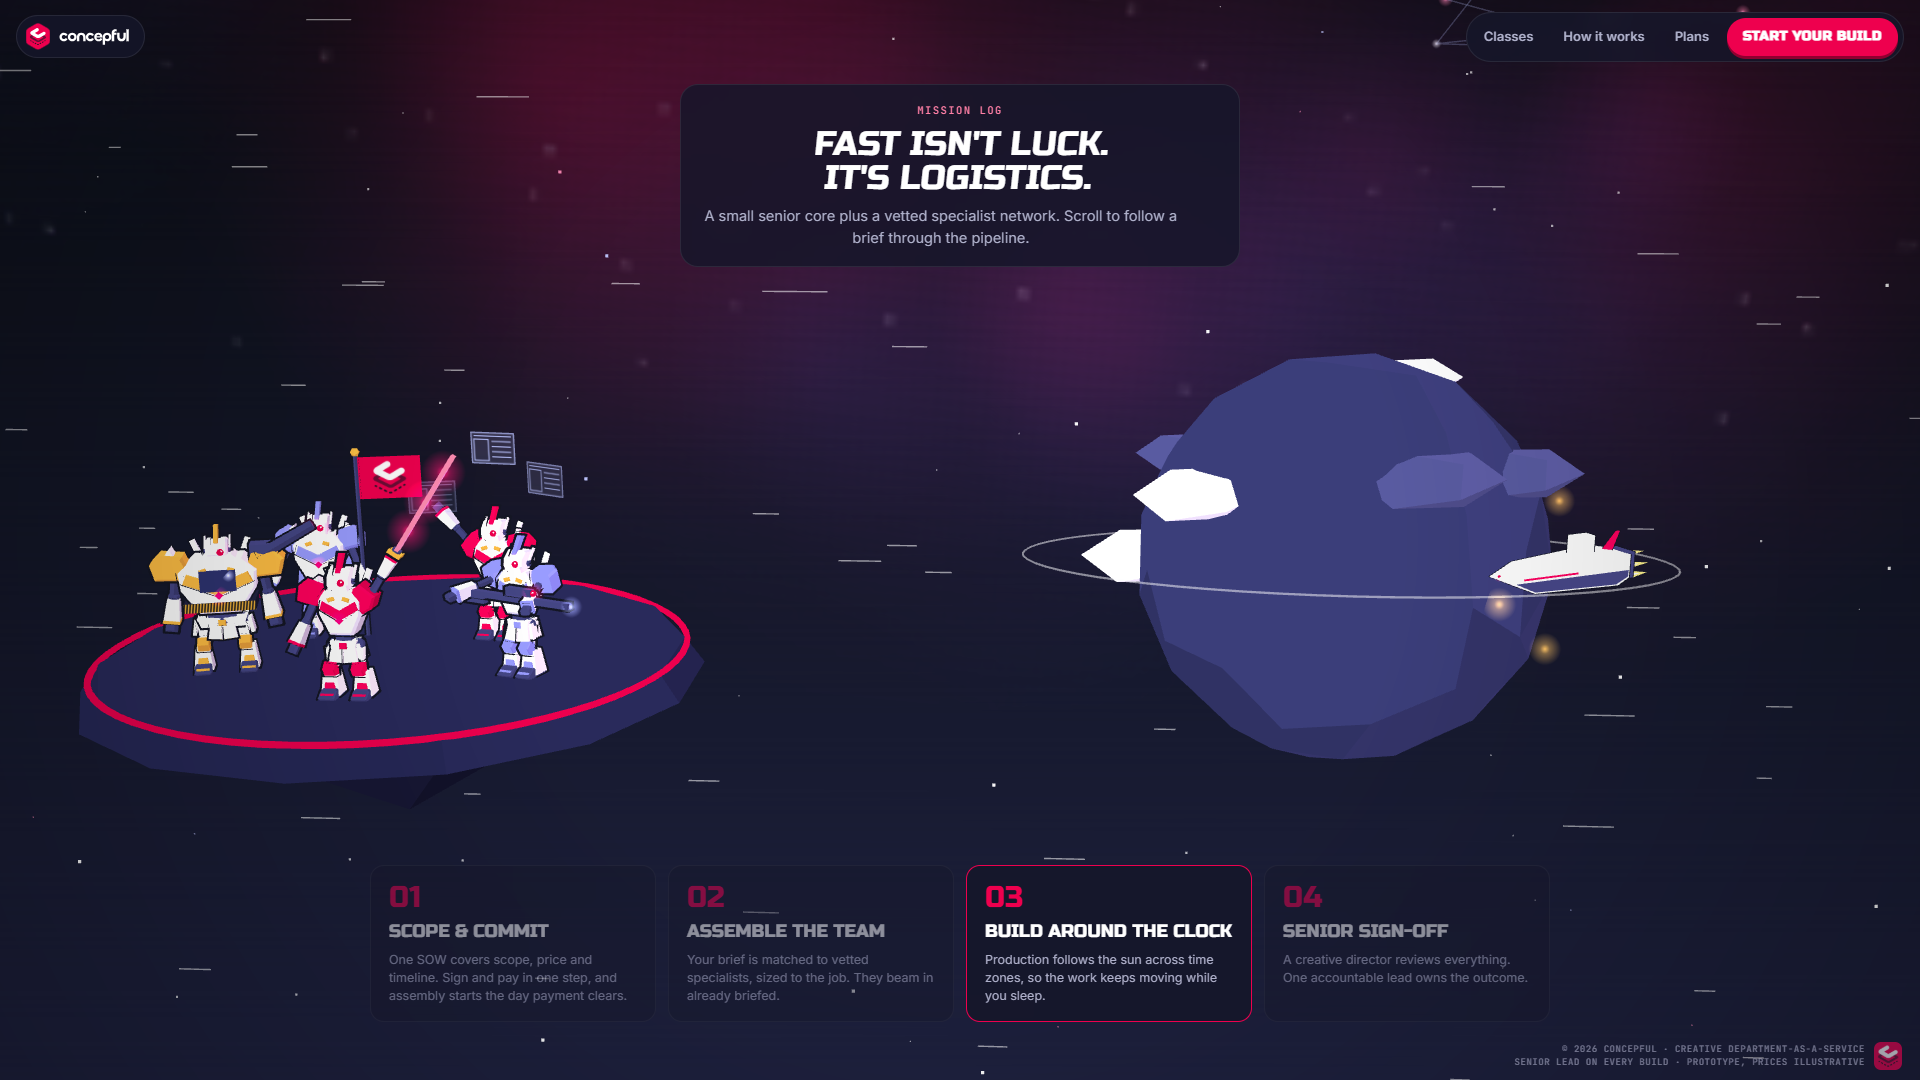 concepful
Classes
How it works
Plans
START YOUR BUILD
MISSION LOG
FAST ISN'T LUCK.
IT'S LOGISTICS.
A small senior core plus a vetted specialist network. Scroll to follow a
brief through the pipeline.
01
SCOPE & COMMIT
One SOW covers scope, price and
timeline. Sign and pay in one step, and
assembly starts the day payment clears.
02
ASSEMBLE THE TEAM
Your brief is matched to vetted
specialists, sized to the job. They beam in
already briefed.
03
BUILD AROUND THE CLOCK
Production follows the sun across time
zones, so the work keeps moving while
you sleep.
04
SENIOR SIGN-OFF
A creative director reviews everything.
One accountable lead owns the outcome.
© 2026 CONCEPFUL · CREATIVE DEPARTMENT-AS-A-SERVICE
SENIOR LEAD ON EVERY BUILD · PROTOTYPE, PRICES ILLUSTRATIVE